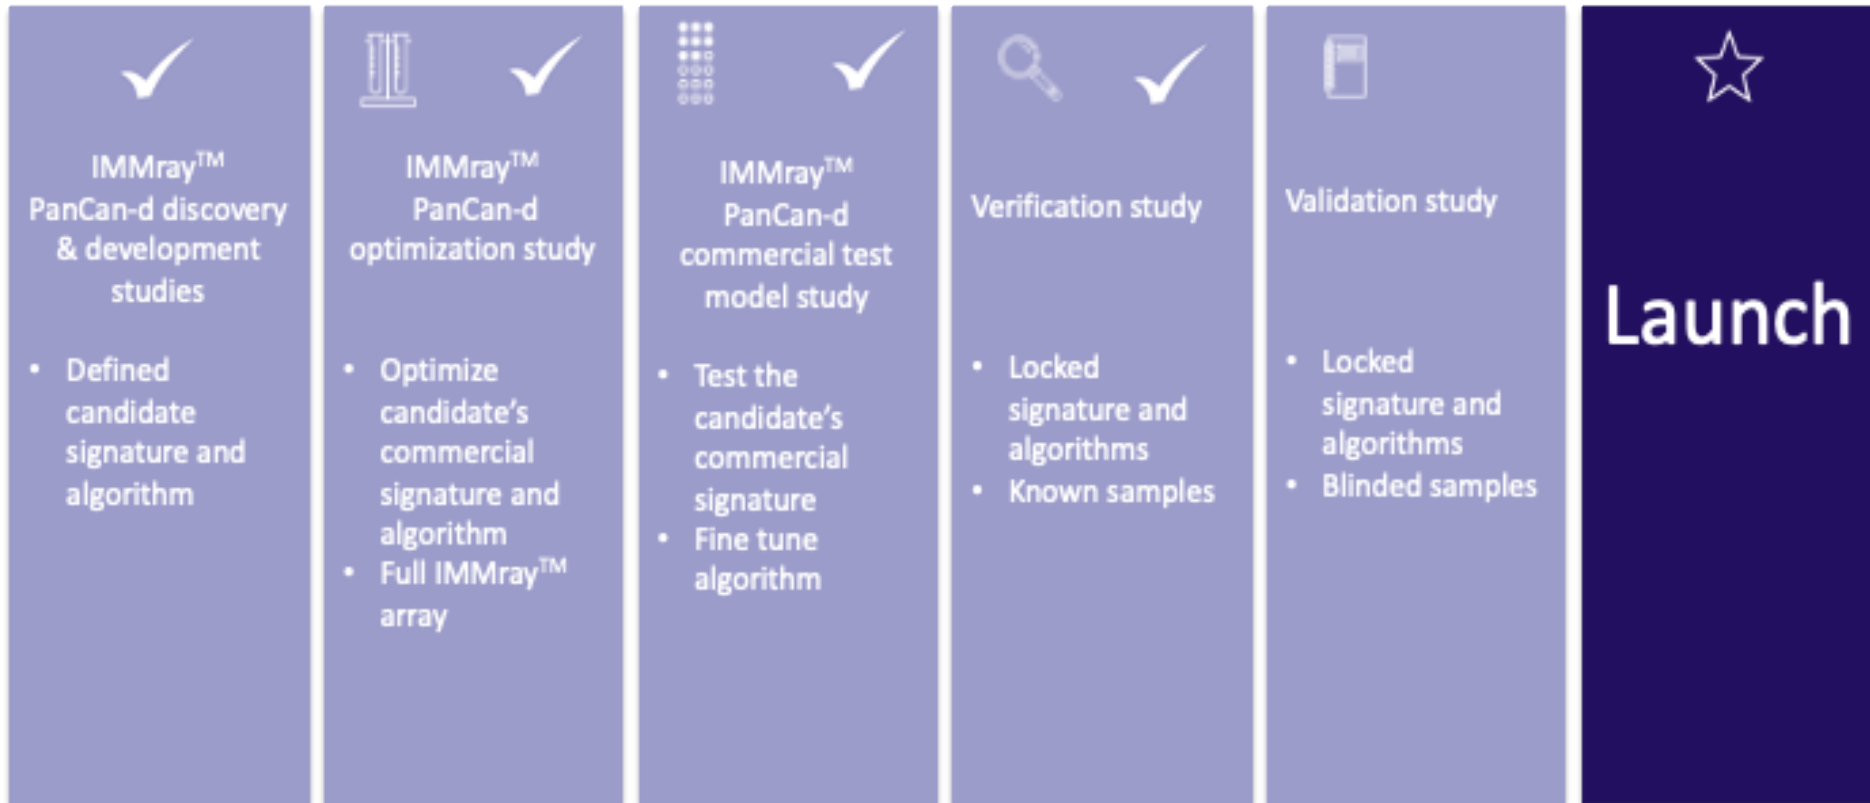 IMMray™
PanCan-d discovery
& development
studies
• Defined
candidate
signature and
algorithm
IMMray™
PanCan-d
optimization study
• Optimize
candidate’s
commercial
signature and
algorithm
• Full IMMray™
array
IMMray™
PanCan-d
commercial test
model study
• Test the
candidate’s
commercial
signature
• Fine tune
algorithm
Verification study
• Locked
signature and
algorithms
• Known samples
Validation study
• Locked
signature and
algorithms
• Blinded samples
Launch